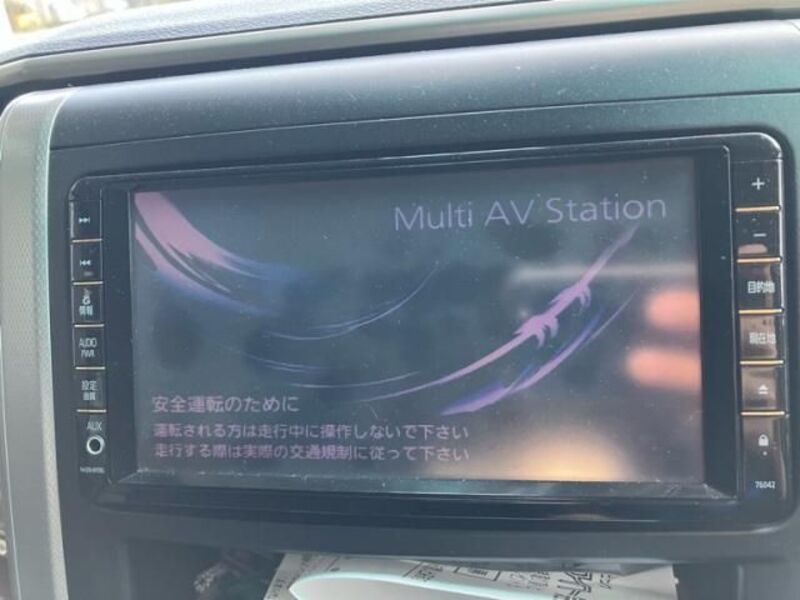 Multi AV Station
安全運転のために
運転される方は走行中に操作しないで下さい
走行する際は実際の交通規制に従って下さい
情報
AUDIO
PWR
設定
画質
AUX
+
−
目的地
現在地
76042